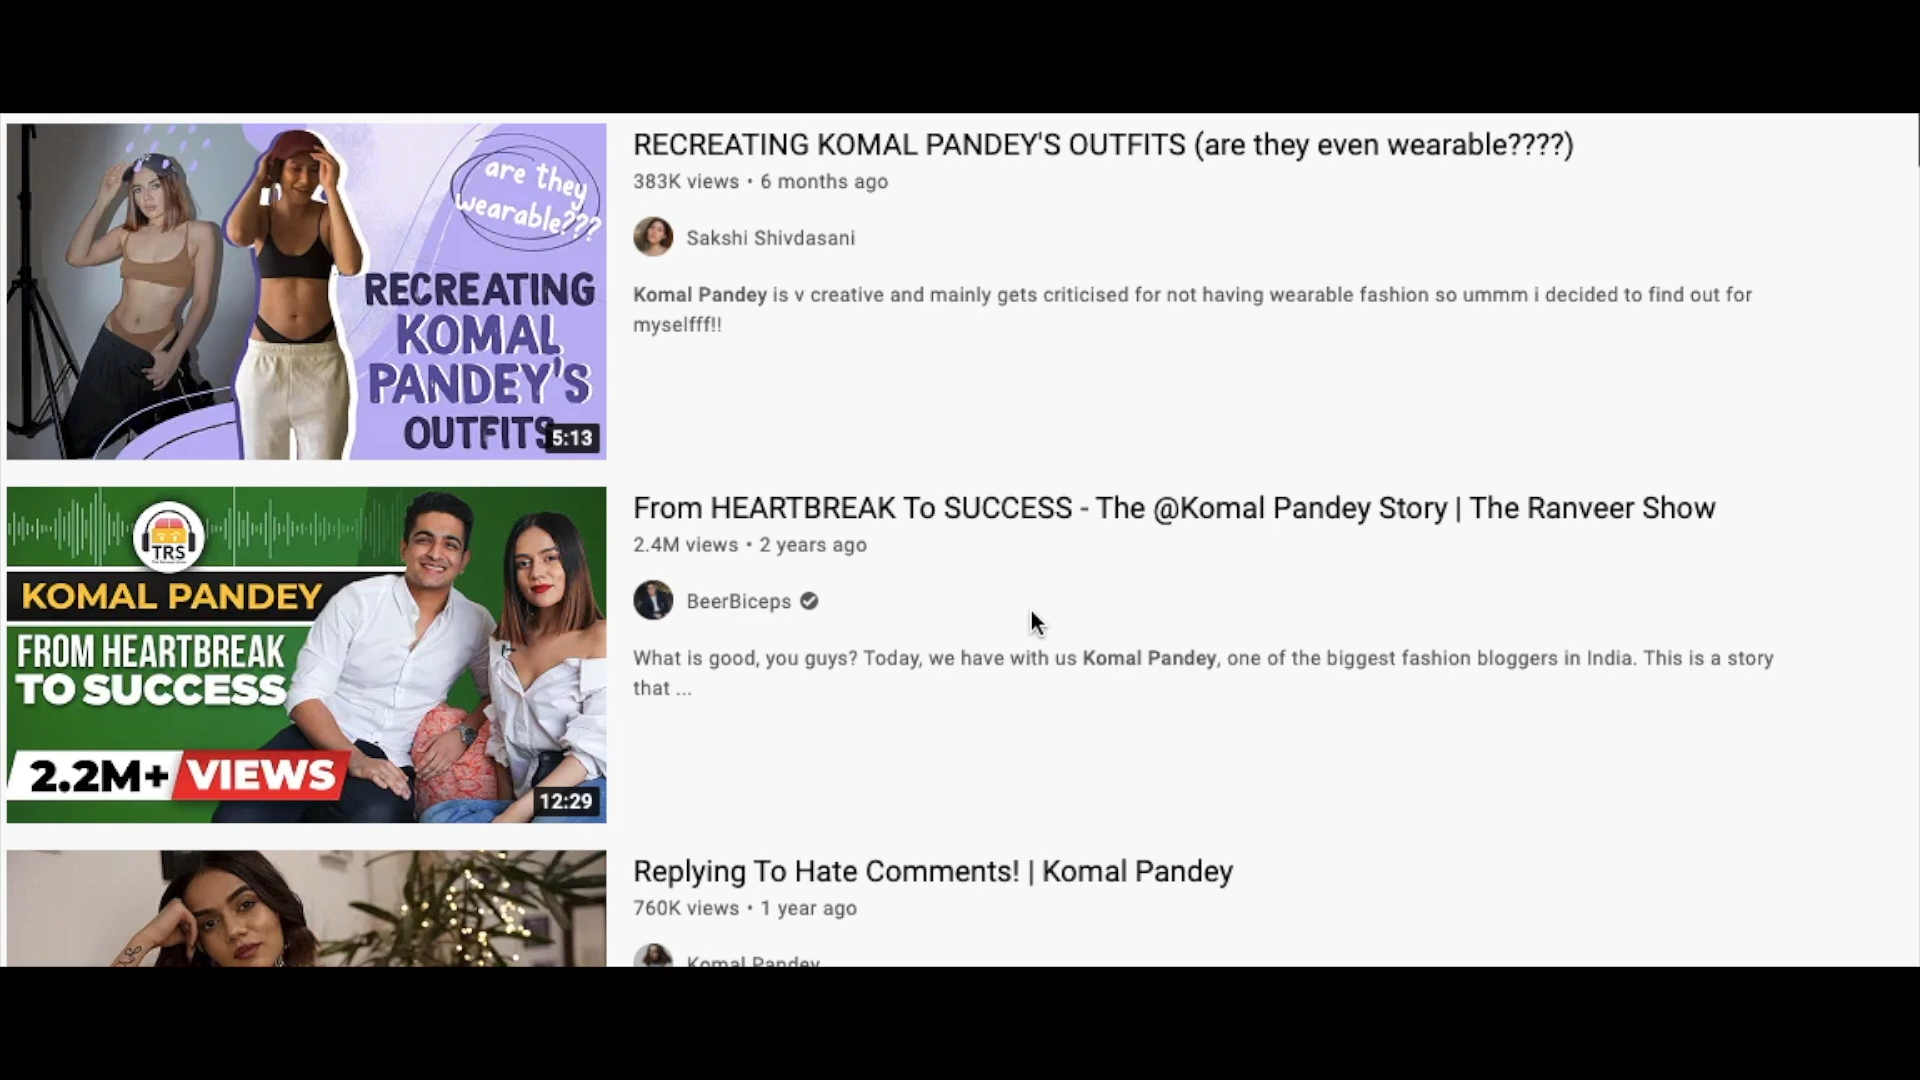 are they
wearable???
RECREATING
KOMAL
PANDEY'S
OUTFITS
5:13
RECREATING KOMAL PANDEY'S OUTFITS (are they even wearable????)
383K views • 6 months ago
Sakshi Shivdasani
Komal Pandey is v creative and mainly gets criticised for not having wearable fashion so ummm i decided to find out for
myselfff!!
TRS
KOMAL PANDEY
FROM HEARTBREAK
TO SUCCESS
2.2M+ VIEWS
12:29
From HEARTBREAK To SUCCESS - The @Komal Pandey Story | The Ranveer Show
2.4M views • 2 years ago
BeerBiceps
What is good, you guys? Today, we have with us Komal Pandey, one of the biggest fashion bloggers in India. This is a story
that ...
Replying To Hate Comments! | Komal Pandey
760K views • 1 year ago
Komal Pandey